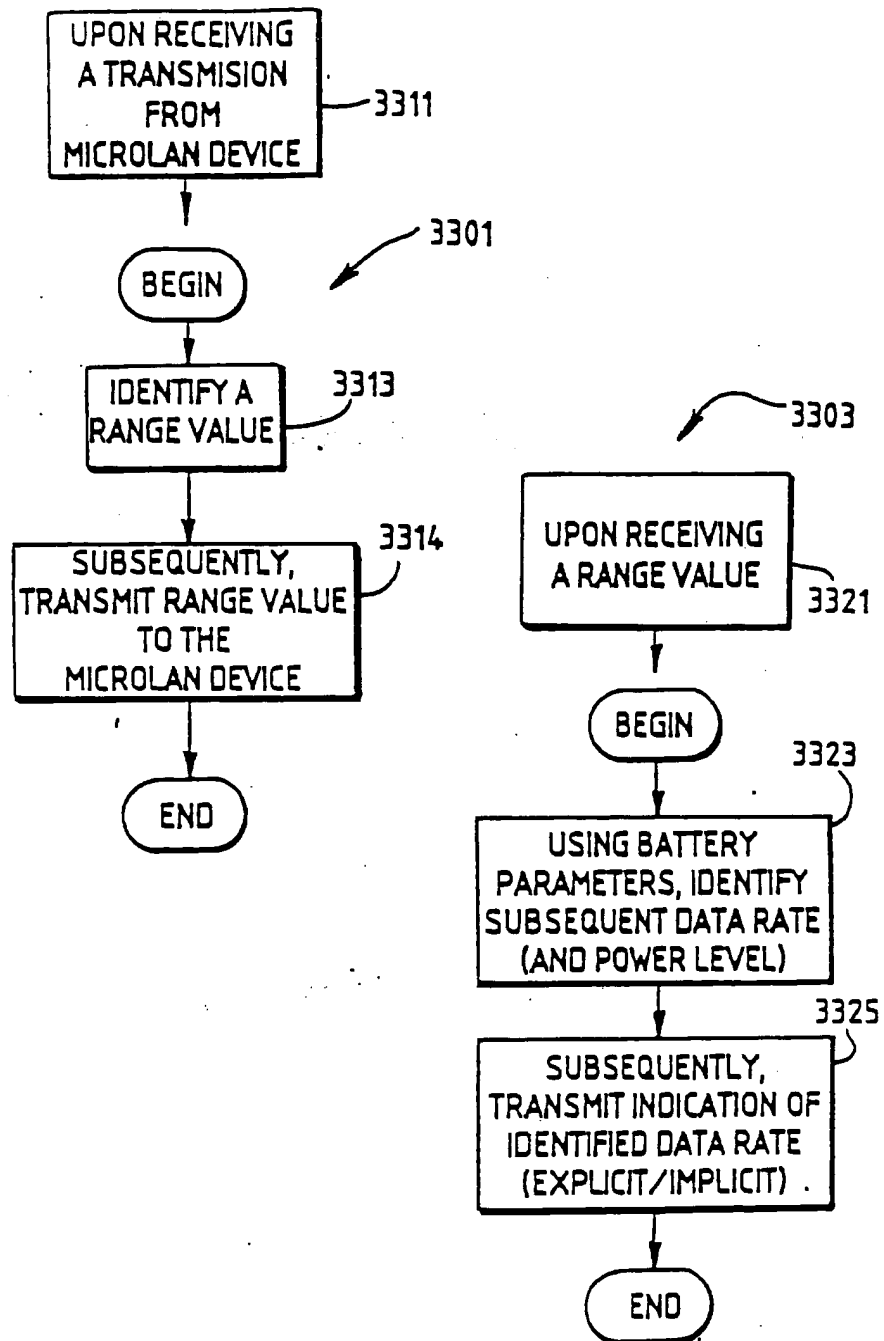 UPON RECEIVING
A TRANSMISION
FROM
MICROLAN DEVICE
3311
3301
BEGIN
IDENTIFY A
RANGE VALUE
3313
SUBSEQUENTLY,
TRANSMIT RANGE VALUE
TO THE
MICROLAN DEVICE
3314
END
3303
UPON RECEIVING
A RANGE VALUE
3321
BEGIN
3323
USING BATTERY
PARAMETERS, IDENTIFY
SUBSEQUENT DATA RATE
(AND POWER LEVEL)
3325
SUBSEQUENTLY,
TRANSMIT INDICATION OF
IDENTIFIED DATA RATE
(EXPLICIT/IMPLICIT)
END